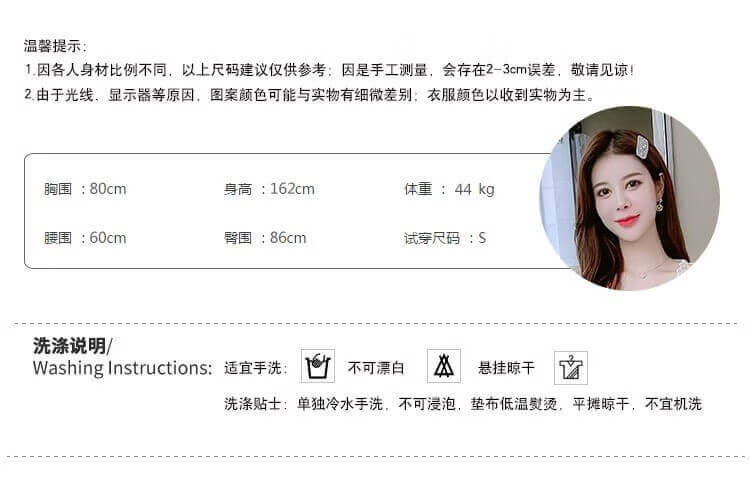 温馨提示:
1.因各人身材比例不同，以上尺码建议仅供参考；因是手工测量，会存在2-3cm误差，敬请见谅！
2.由于光线、显示器等原因，图案颜色可能与实物有细微差别；衣服颜色以收到实物为主。
胸围 : 80cm 身高 : 162cm 体重 : 44 kg
腰围 : 60cm 臀围 : 86cm 试穿尺码 : S
洗涤说明/
Washing Instructions: 适宜手洗: 不可漂白 悬挂晾干
洗涤贴士: 单独冷水手洗，不可浸泡，垫布低温熨烫，平摊晾干，不宜机洗